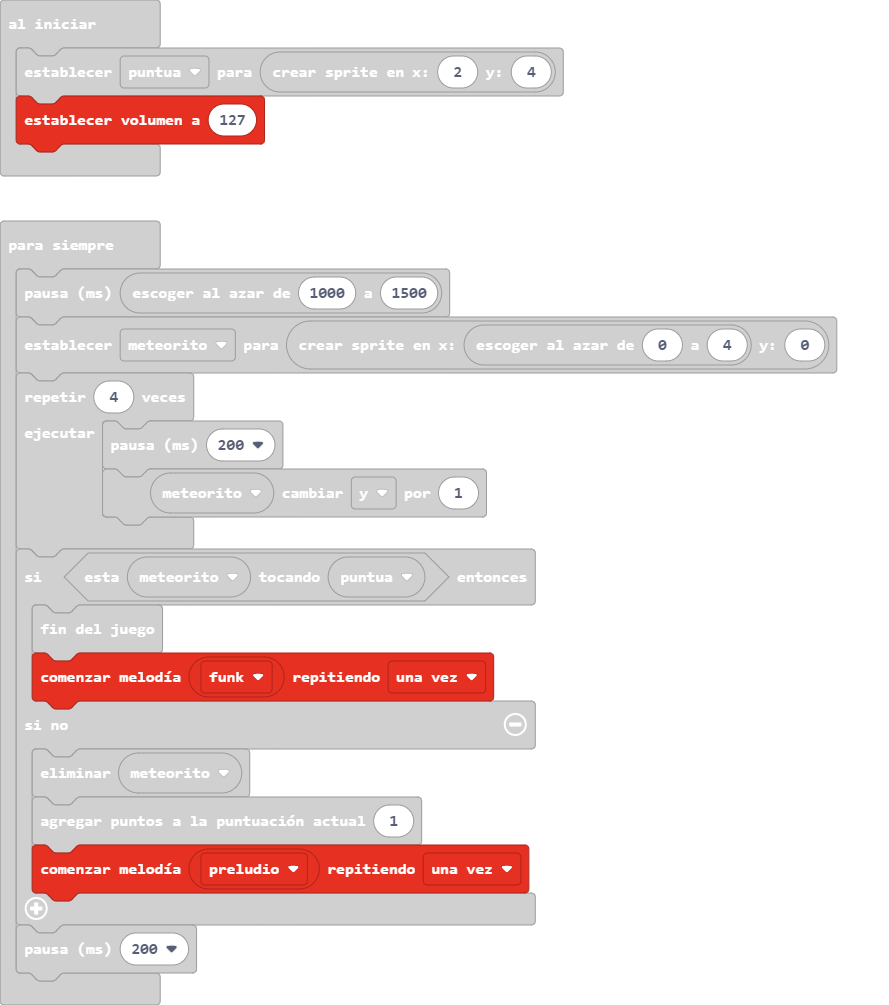 al iniciar
establecer puntua para crear sprite en x: 2 y: 4
establecer volumen a 127
para siempre
pausa (ms) escoger al azar de 1000 a 1500
establecer meteorito para crear sprite en x: escoger al azar de 0 a 4 y: 0
repetir 4 veces
ejecutar
pausa (ms) 200
meteorito cambiar y por 1
si esta meteorito tocando puntua entonces
fin del juego
comenzar melodía funk repitiendo una vez
si no
eliminar meteorito
agregar puntos a la puntuación actual 1
comenzar melodía preludio repitiendo una vez
pausa (ms) 200